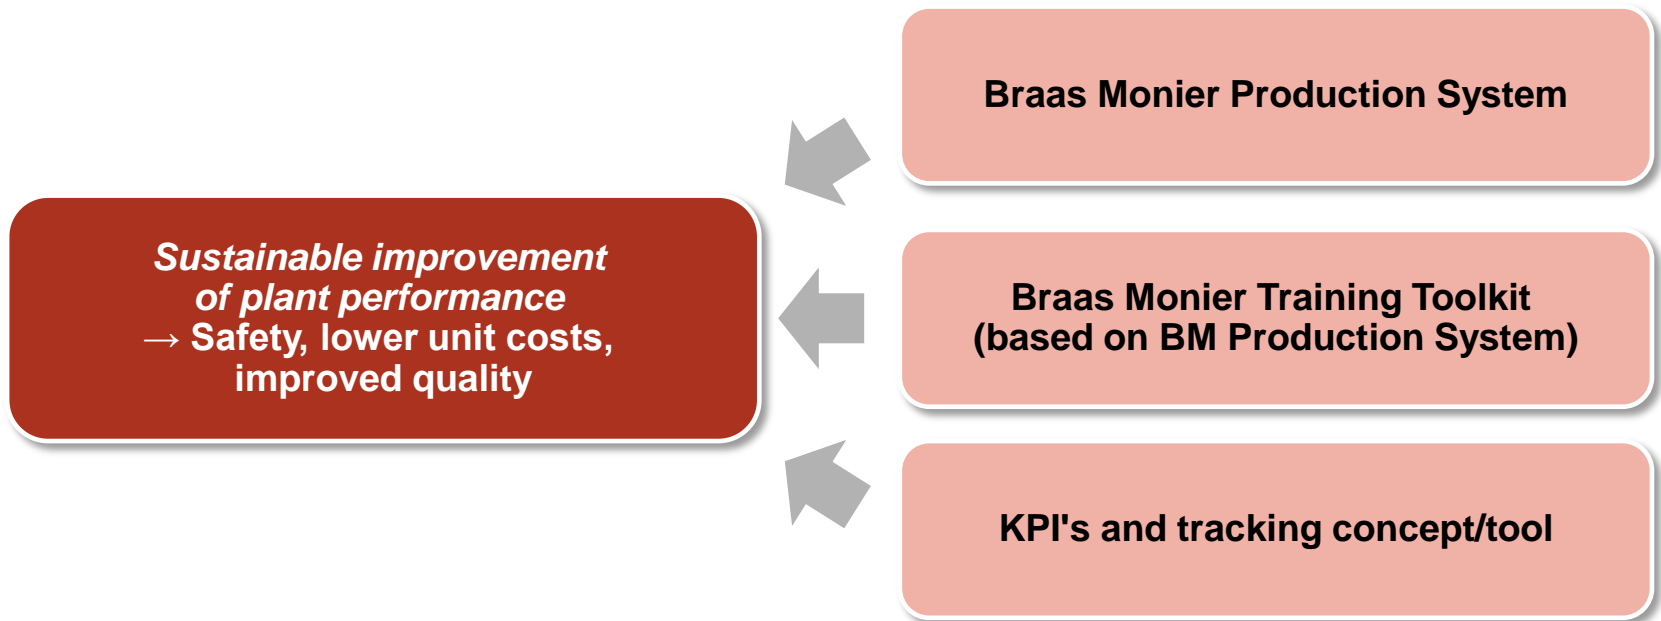 Braas Monier Production System
Sustainable improvement
of plant performance
→ Safety, lower unit costs,
improved quality
Braas Monier Training Toolkit
(based on BM Production System)
KPI's and tracking concept/tool